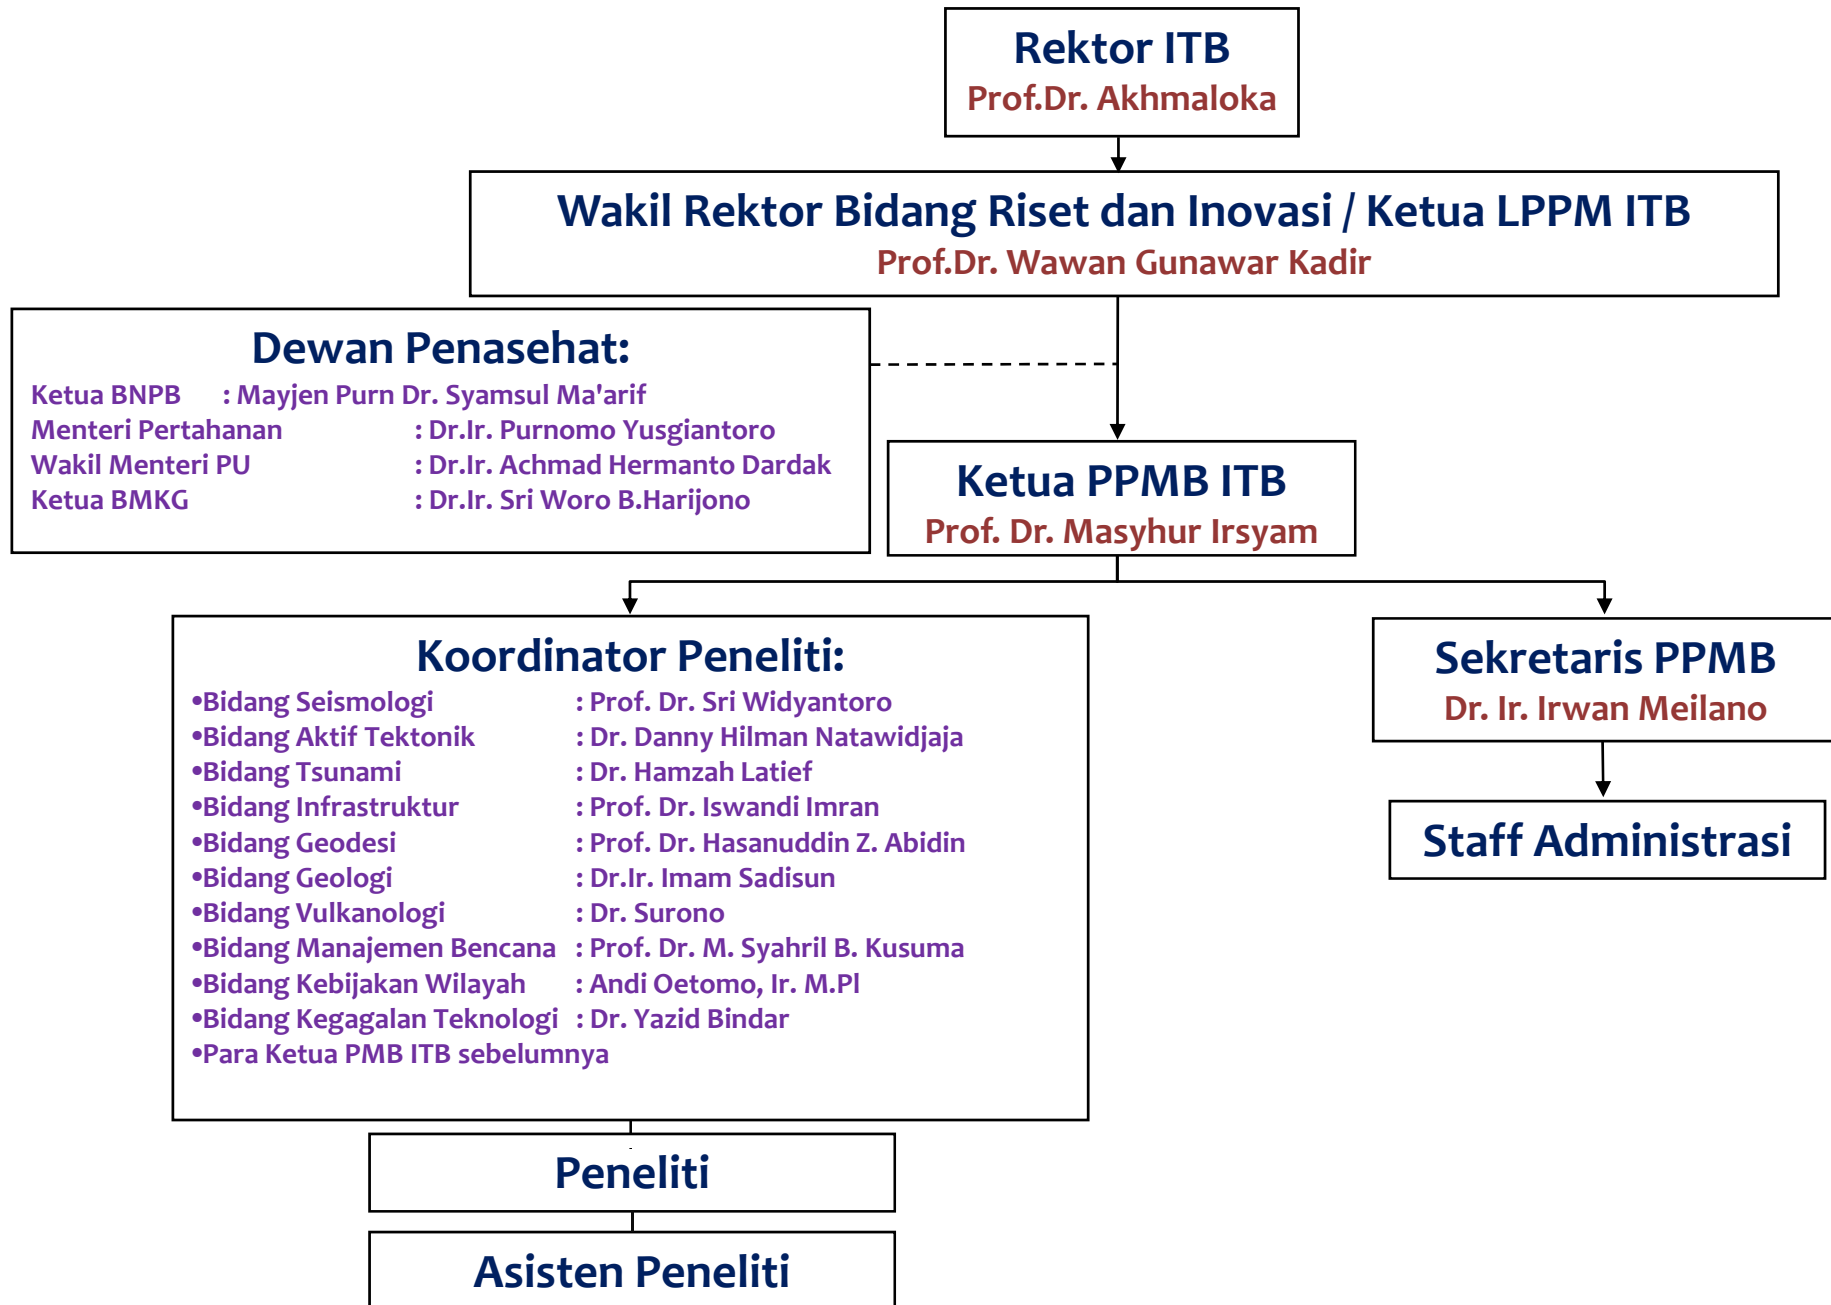 Rektor ITB
Prof.Dr. Akhmaloka
Wakil Rektor Bidang Riset dan Inovasi / Ketua LPPM ITB
Prof.Dr. Wawan Gunawar Kadir
Dewan Penasehat:
Ketua BNPB : Mayjen Purn Dr. Syamsul Ma'arif
Menteri Pertahanan : Dr.Ir. Purnomo Yusgiantoro
Wakil Menteri PU : Dr.Ir. Achmad Hermanto Dardak
Ketua BMKG : Dr.Ir. Sri Woro B.Harijono
Ketua PPMB ITB
Prof. Dr. Masyhur Irsyam
Koordinator Peneliti:
•Bidang Seismologi : Prof. Dr. Sri Widyantoro
•Bidang Aktif Tektonik : Dr. Danny Hilman Natawidjaja
•Bidang Tsunami : Dr. Hamzah Latief
•Bidang Infrastruktur : Prof. Dr. Iswandi Imran
•Bidang Geodesi : Prof. Dr. Hasanuddin Z. Abidin
•Bidang Geologi : Dr.Ir. Imam Sadisun
•Bidang Vulkanologi : Dr. Surono
•Bidang Manajemen Bencana : Prof. Dr. M. Syahril B. Kusuma
•Bidang Kebijakan Wilayah : Andi Oetomo, Ir. M.Pl
•Bidang Kegagalan Teknologi : Dr. Yazid Bindar
•Para Ketua PMB ITB sebelumnya
Sekretaris PPMB
Dr. Ir. Irwan Meilano
Staff Administrasi
Peneliti
Asisten Peneliti